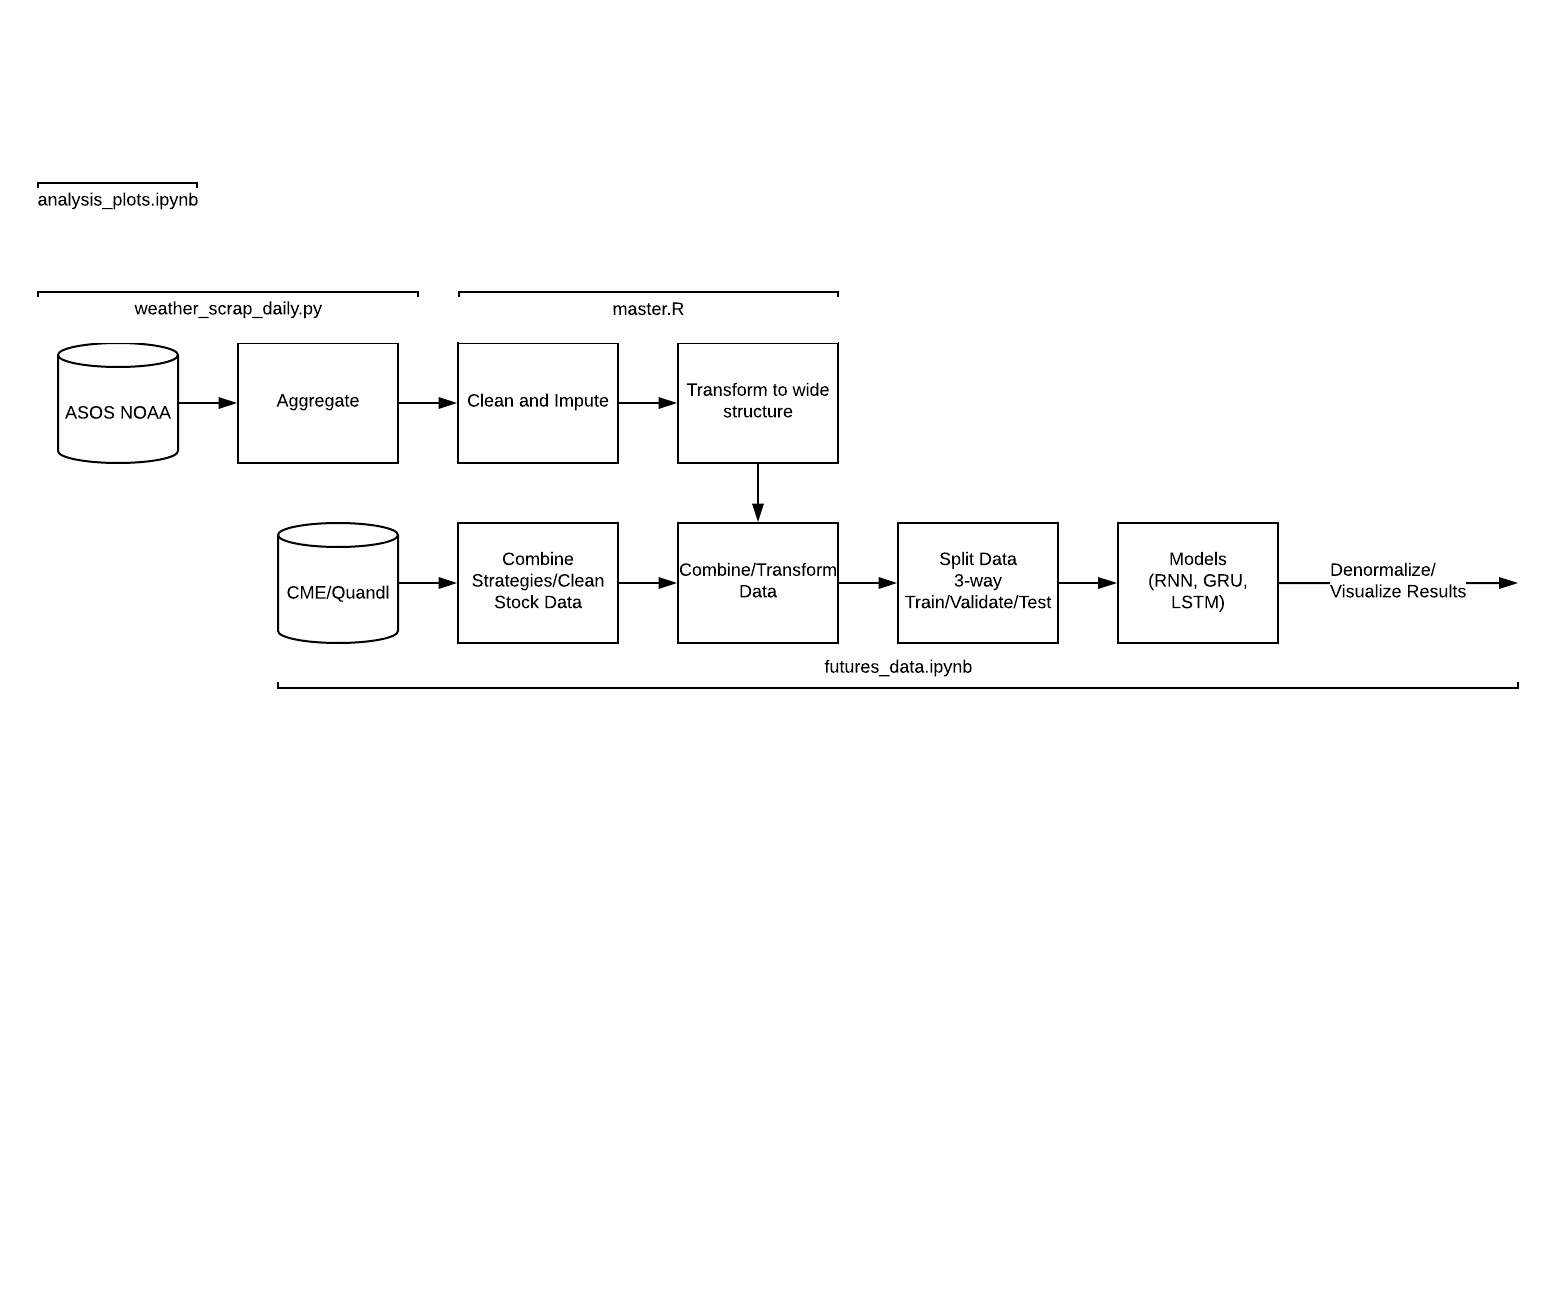 analysis_plots.ipynb
weather_scrap_daily.py
master.R
ASOS NOAA
Aggregate
Clean and Impute
Transform to wide
structure
CME/Quandl
Combine
Strategies/Clean
Stock Data
Combine/Transform
Data
Split Data
3-way
Train/Validate/Test
Models
(RNN, GRU,
LSTM)
Denormalize/
Visualize Results
futures_data.ipynb